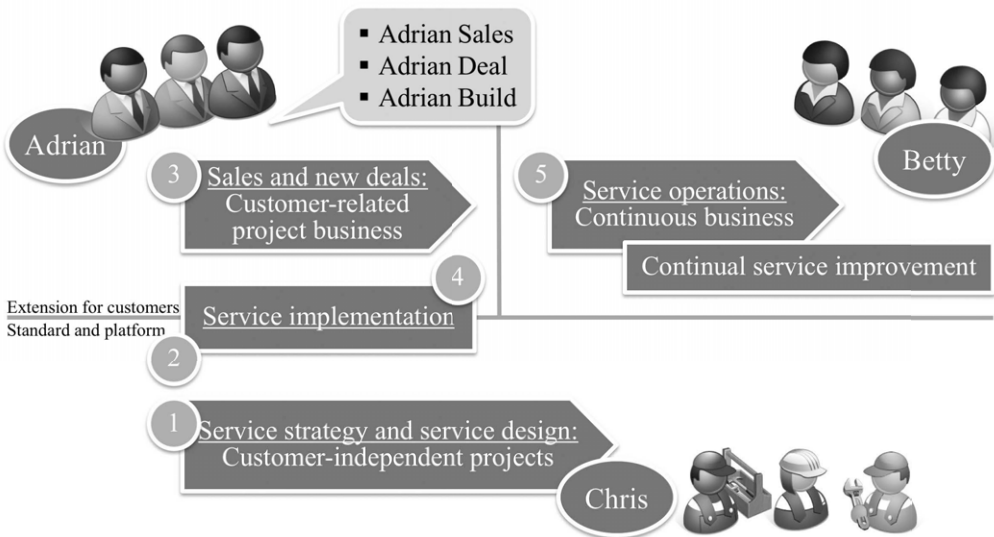 ▪ Adrian Sales
▪ Adrian Deal
▪ Adrian Build
Adrian
Betty
3
Sales and new deals:
Customer-related
project business
5
Service operations:
Continuous business
Continual service improvement
4
Extension for customers
Standard and platform
Service implementation
2
1
Service strategy and service design:
Customer-independent projects
Chris